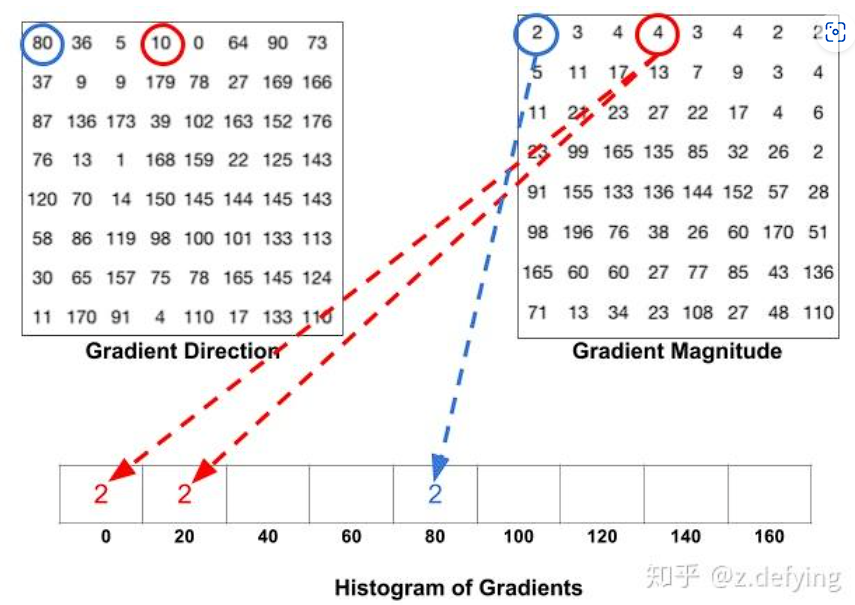 80 36 5 10 0 64 90 73
37 9 9 179 78 27 169 166
87 136 173 39 102 163 152 176
76 13 1 168 159 22 125 143
120 70 14 150 145 144 145 143
58 86 119 98 100 101 133 113
30 65 157 75 78 165 145 124
11 170 91 4 110 17 133 110
Gradient Direction
2 3 4 4 3 4 2 2
5 11 17 13 7 9 3 4
11 21 23 27 22 17 4 6
23 99 165 135 85 32 26 2
91 155 133 136 144 152 57 28
98 196 76 38 26 60 170 51
165 60 60 27 77 85 43 136
71 13 34 23 108 27 48 110
Gradient Magnitude
2 2 2
0 20 40 60 80 100 120 140 160
Histogram of Gradients
知乎 @z.defying